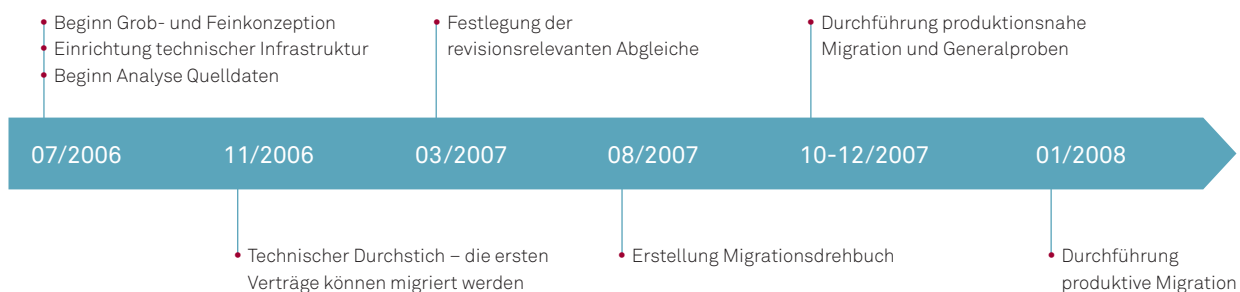 Beginn Grob- und Feinkonzeption
Einrichtung technischer Infrastruktur
Beginn Analyse Quelldaten
Festlegung der
revisionsrelevanten Abgleiche
Durchführung produktionsnahe
Migration und Generalproben
07/2006
11/2006
03/2007
08/2007
10-12/2007
01/2008
Technischer Durchstich – die ersten
Verträge können migriert werden
Erstellung Migrationsdrehbuch
Durchführung
produktive Migration